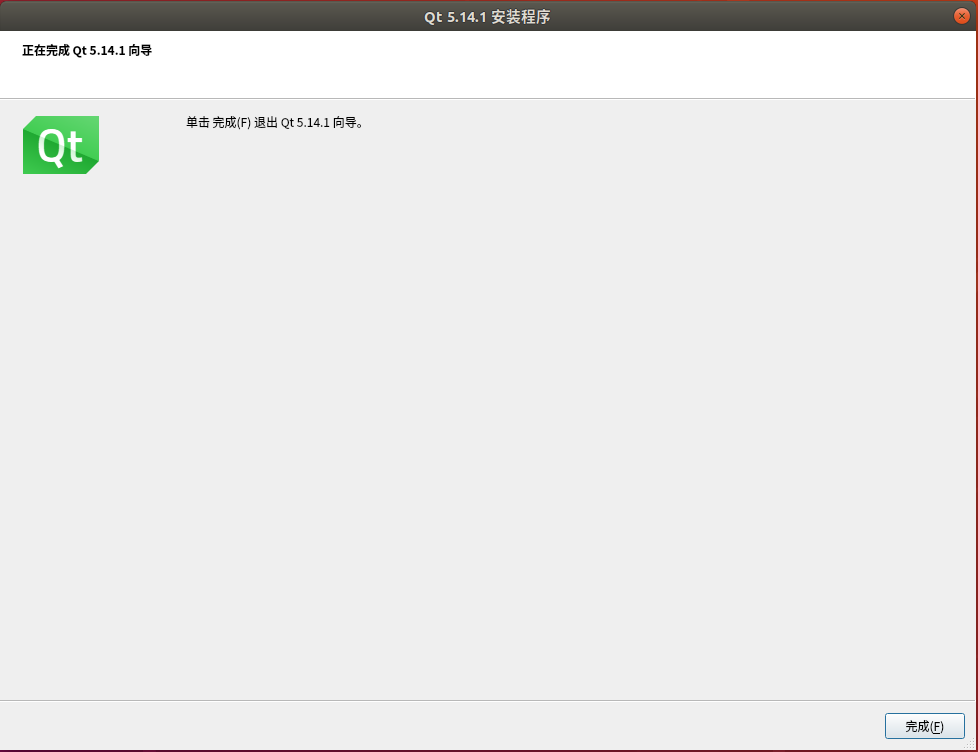 Qt 5.14.1 安装程序
正在完成 Qt 5.14.1 向导
Qt
单击 完成(F) 退出 Qt 5.14.1 向导。
完成(F)